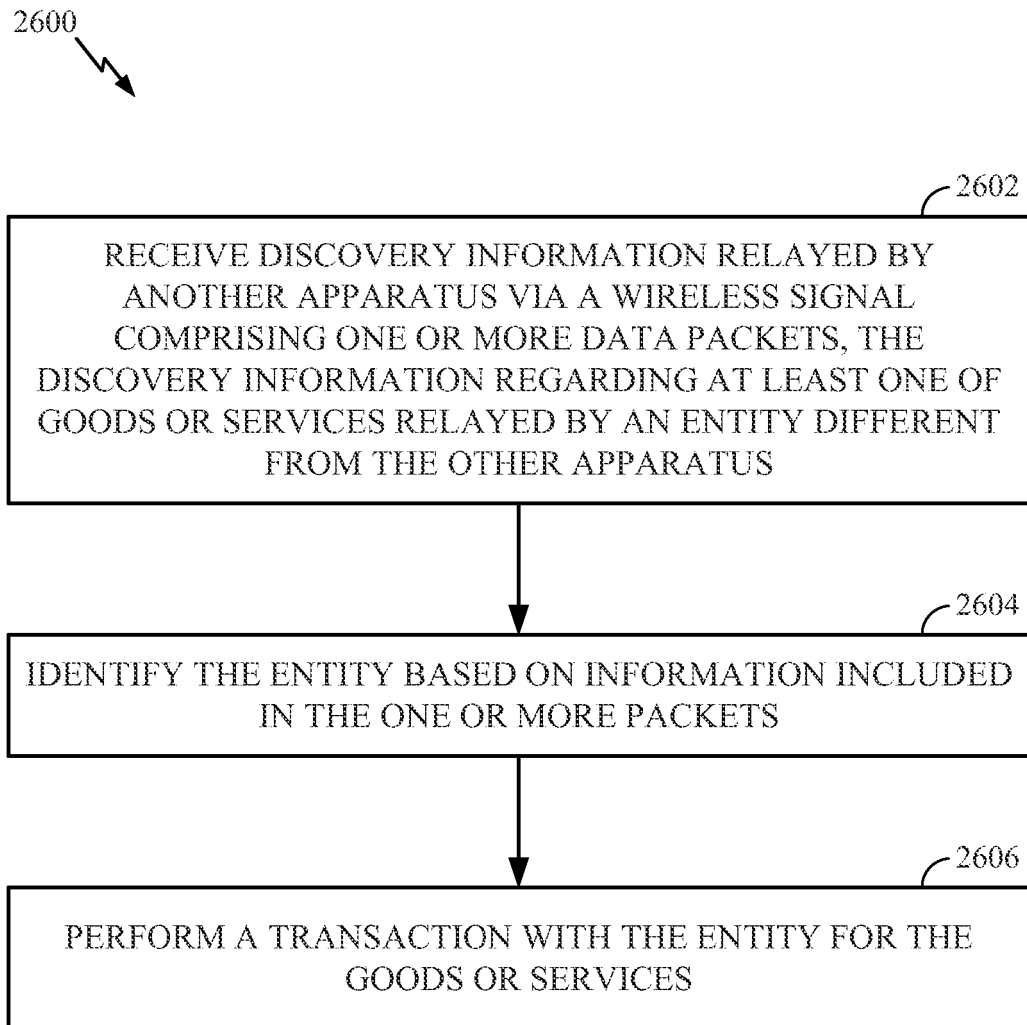 2600
2602
RECEIVE DISCOVERY INFORMATION RELAYED BY
ANOTHER APPARATUS VIA A WIRELESS SIGNAL
COMPRISING ONE OR MORE DATA PACKETS, THE
DISCOVERY INFORMATION REGARDING AT LEAST ONE OF
GOODS OR SERVICES RELAYED BY AN ENTITY DIFFERENT
FROM THE OTHER APPARATUS
2604
IDENTIFY THE ENTITY BASED ON INFORMATION INCLUDED
IN THE ONE OR MORE PACKETS
2606
PERFORM A TRANSACTION WITH THE ENTITY FOR THE
GOODS OR SERVICES